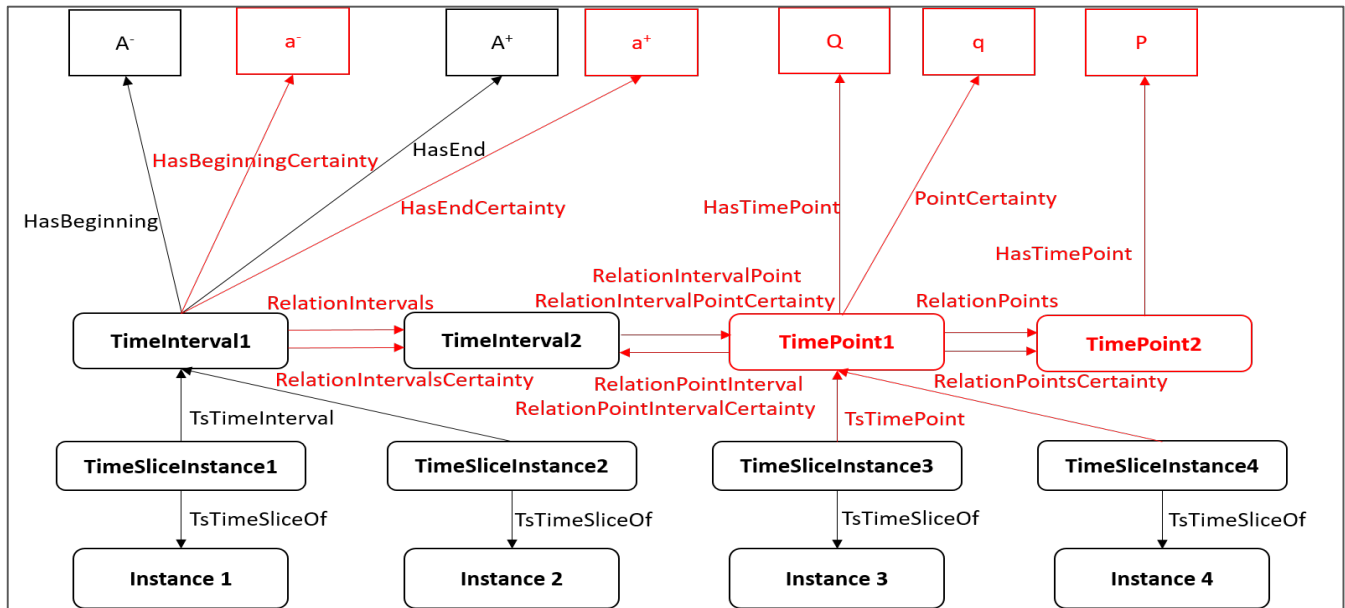 A⁻
a⁻
A⁺
a⁺
Q
q
P
HasBeginningCertainty
HasEnd
HasBeginning
HasEndCertainty
HasTimePoint
PointCertainty
HasTimePoint
RelationIntervals
RelationIntervalPoint
RelationIntervalPointCertainty
RelationPoints
TimeInterval1
TimeInterval2
TimePoint1
TimePoint2
RelationIntervalsCertainty
RelationPointInterval
RelationPointIntervalCertainty
RelationPointsCertainty
TsTimeInterval
TsTimePoint
TimeSliceInstance1
TimeSliceInstance2
TimeSliceInstance3
TimeSliceInstance4
TsTimeSliceOf
TsTimeSliceOf
TsTimeSliceOf
TsTimeSliceOf
Instance 1
Instance 2
Instance 3
Instance 4